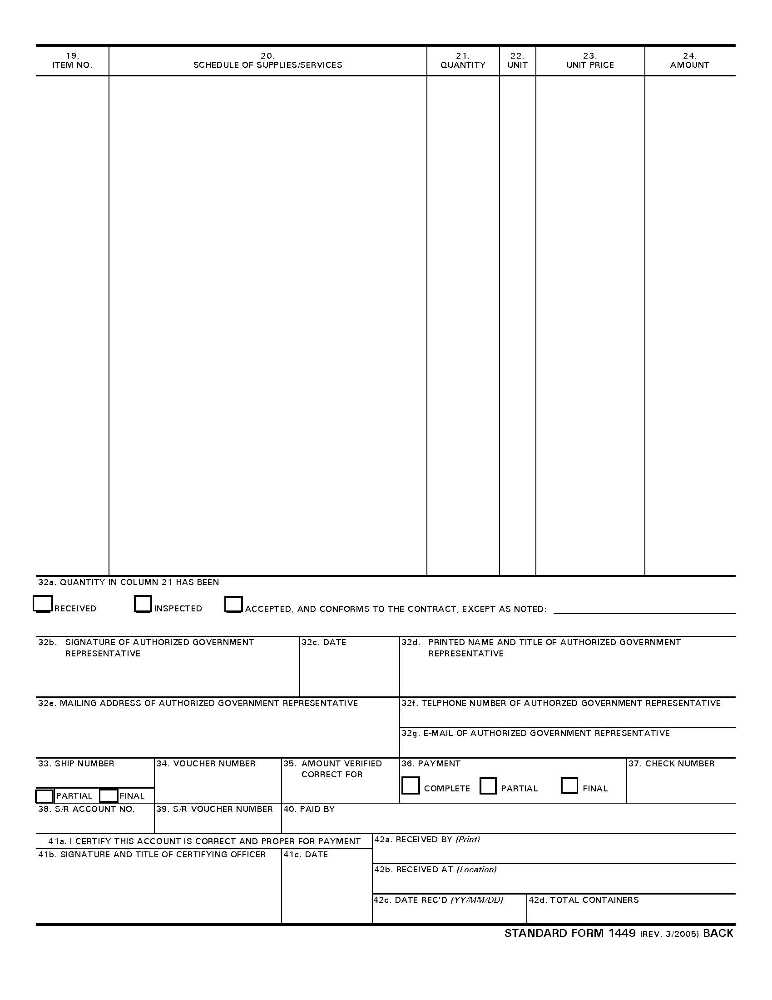 19. 20. 21. 22. 23. 24.
ITEM NO. SCHEDULE OF SUPPLIES/SERVICES QUANTITY UNIT UNIT PRICE AMOUNT
32a. QUANTITY IN COLUMN 21 HAS BEEN
RECEIVED INSPECTED ACCEPTED, AND CONFORMS TO THE CONTRACT, EXCEPT AS NOTED:
32b. SIGNATURE OF AUTHORIZED GOVERNMENT
REPRESENTATIVE
32c. DATE
32d. PRINTED NAME AND TITLE OF AUTHORIZED GOVERNMENT
REPRESENTATIVE
32e. MAILING ADDRESS OF AUTHORIZED GOVERNMENT REPRESENTATIVE
32f. TELPHONE NUMBER OF AUTHORZED GOVERNMENT REPRESENTATIVE
32g. E-MAIL OF AUTHORIZED GOVERNMENT REPRESENTATIVE
33. SHIP NUMBER
PARTIAL FINAL
34. VOUCHER NUMBER
35. AMOUNT VERIFIED
CORRECT FOR
36. PAYMENT
COMPLETE PARTIAL FINAL
37. CHECK NUMBER
38. S/R ACCOUNT NO.
39. S/R VOUCHER NUMBER
40. PAID BY
41a. I CERTIFY THIS ACCOUNT IS CORRECT AND PROPER FOR PAYMENT
41b. SIGNATURE AND TITLE OF CERTIFYING OFFICER
41c. DATE
42a. RECEIVED BY (Print)
42b. RECEIVED AT (Location)
42c. DATE REC'D (YY/MM/DD)
42d. TOTAL CONTAINERS
STANDARD FORM 1449 (REV. 3/2005) BACK